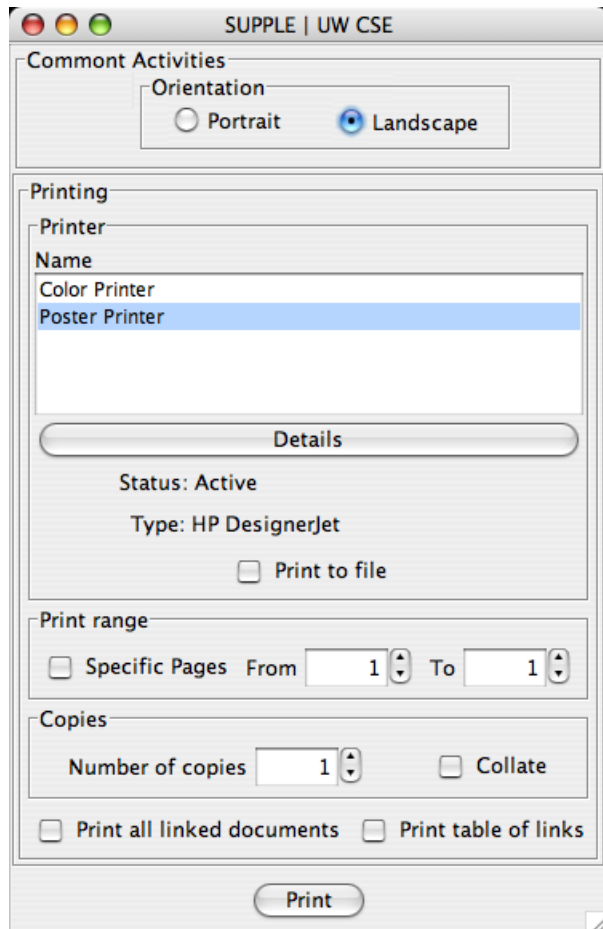 SUPPLE | UW CSE
Commont Activities
Orientation
Portrait Landscape
Printing
Printer
Name
Color Printer
Poster Printer
Details
Status: Active
Type: HP DesignerJet
Print to file
Print range
Specific Pages From 1 To 1
Copies
Number of copies 1 Collate
Print all linked documents Print table of links
Print